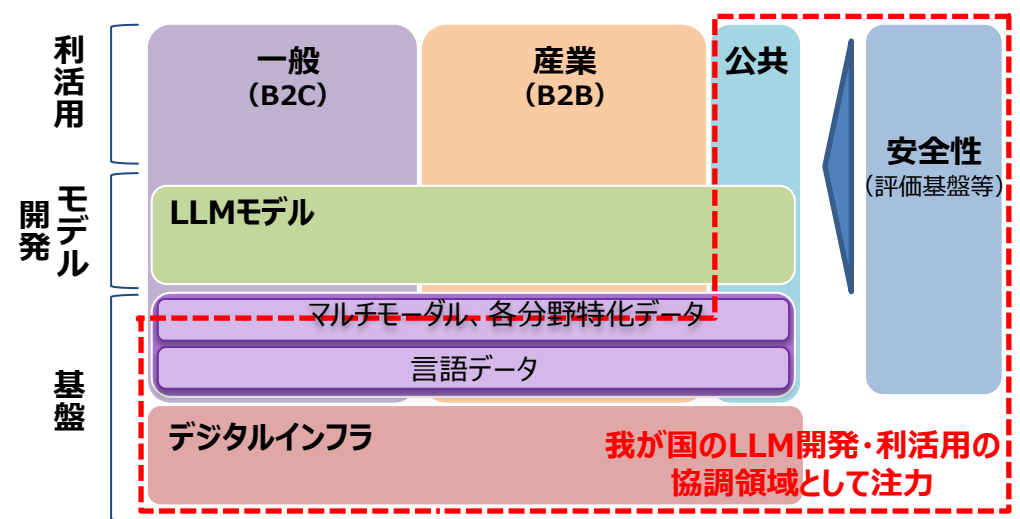 利活用
一般
（B2C）
産業
（B2B）
公共
安全性
（評価基盤等）
モデル
開発
LLMモデル
マルチモーダル、各分野特化データ
言語データ
基盤
デジタルインフラ
我が国のLLM開発・利活用の
協調領域として注力